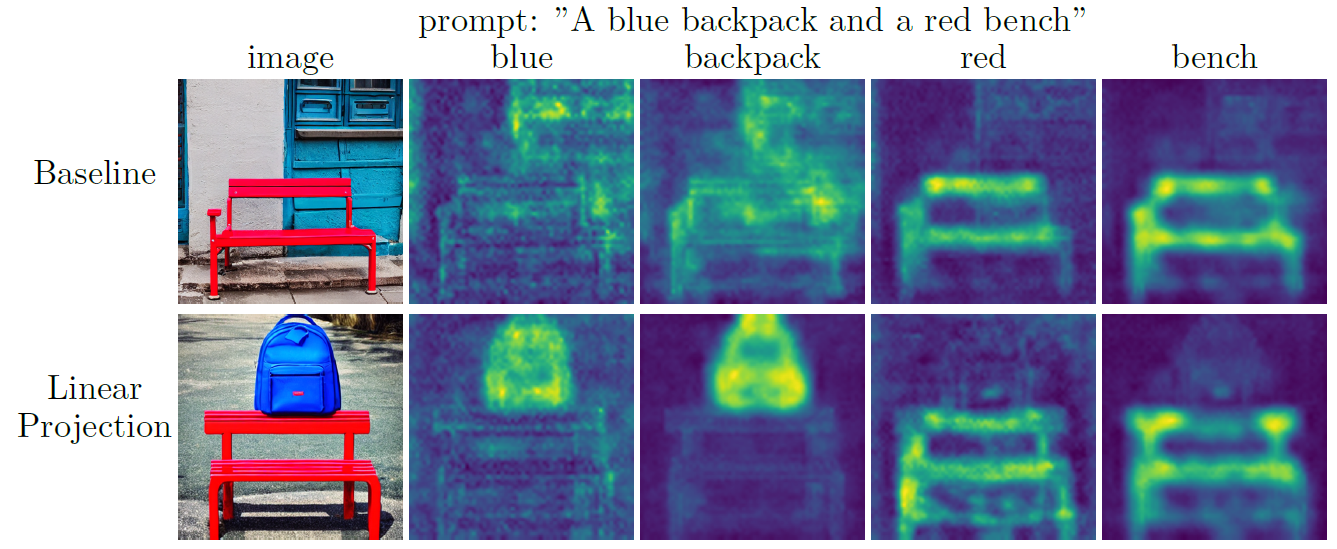 prompt: ”A blue backpack and a red bench”
image blue backpack red bench
Baseline
Linear
Projection